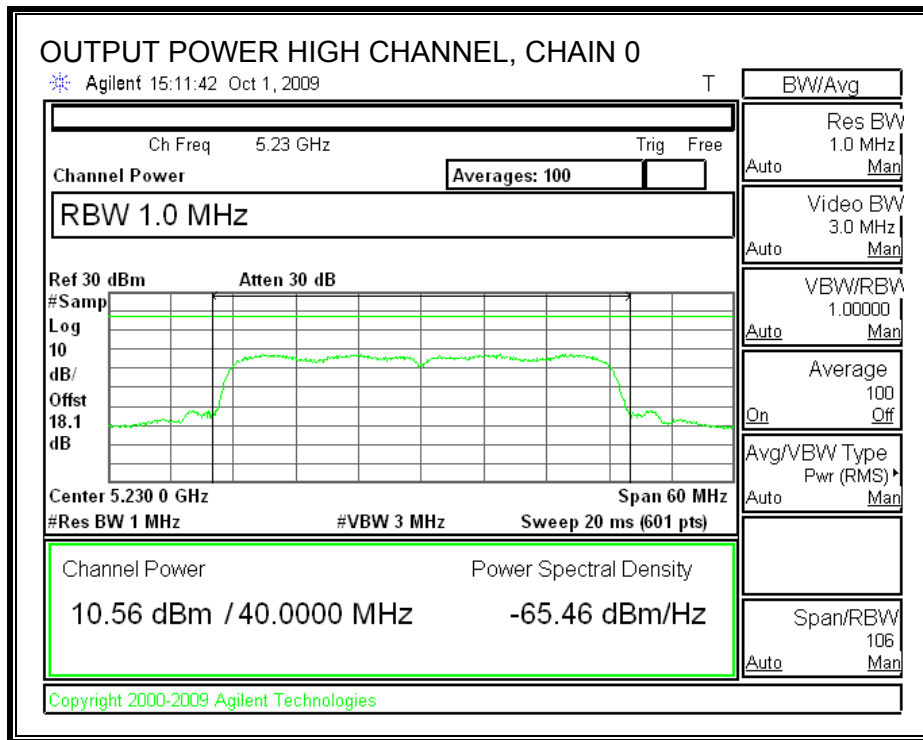 OUTPUT POWER HIGH CHANNEL, CHAIN 0
Agilent 15:11:42 Oct 1, 2009 T
Ch Freq 5.23 GHz Trig Free
Channel Power Averages: 100
RBW 1.0 MHz
Ref 30 dBm Atten 30 dB
#Samp
Log
10
dB/
Offst
18.1
dB
Center 5.230 0 GHz Span 60 MHz
#Res BW 1 MHz #VBW 3 MHz Sweep 20 ms (601 pts)
Channel Power Power Spectral Density
10.56 dBm / 40.0000 MHz -65.46 dBm/Hz
Copyright 2000-2009 Agilent Technologies
BW/Avg
Res BW
1.0 MHz
Auto Man
Video BW
3.0 MHz
Auto Man
VBW/RBW
1.00000
Auto Man
Average
100
On Off
Avg/VBW Type
Pwr (RMS)
Auto Man
Span/RBW
106
Auto Man